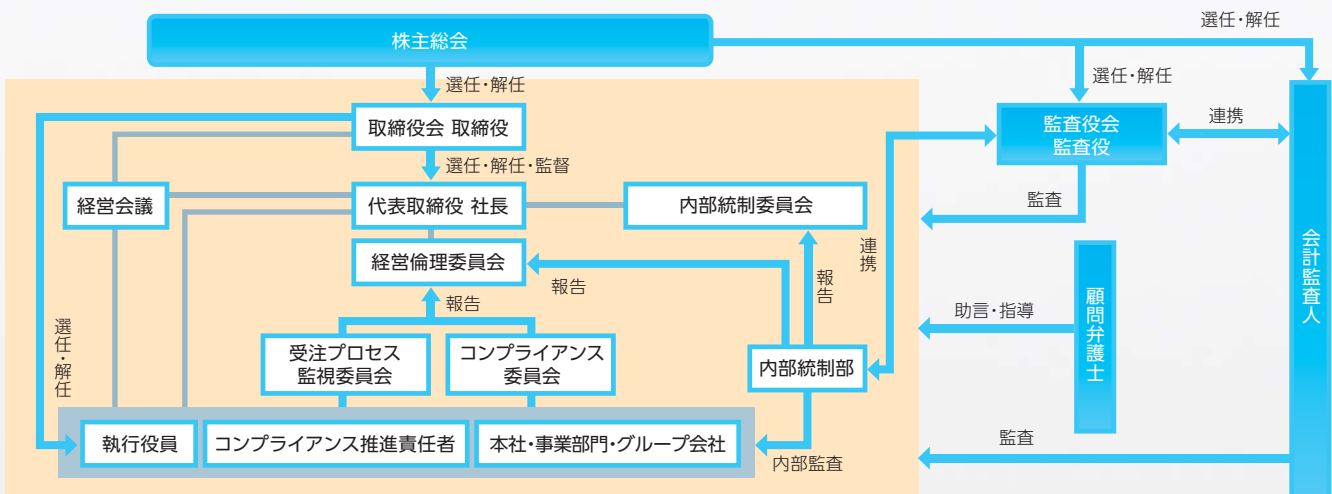 株主総会
選任・解任
選任・解任
選任・解任
取締役会 取締役
監査役会
監査役
連携
選任・解任・監督
経営会議
代表取締役 社長
内部統制委員会
監査
経営倫理委員会
連携
報告
報告
報告
会計監査人
助言・指導
顧問弁護士
選任・解任
受注プロセス
監視委員会
コンプライアンス
委員会
内部統制部
執行役員
コンプライアンス推進責任者
本社・事業部門・グループ会社
内部監査
監査